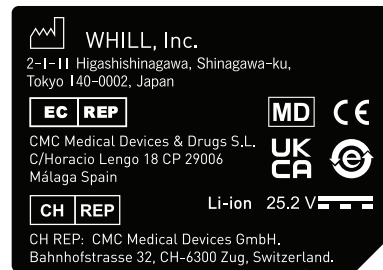 WHILL, Inc.
2-1-11 Higashishinagawa, Shinagawa-ku,
Tokyo 140-0002, Japan
EC REP
MD CE
CMC Medical Devices & Drugs S.L.
C/Horacio Lengo 18 CP 29006
Málaga Spain
UK
CA
e
CH REP
Li-ion 25.2 V
CH REP: CMC Medical Devices GmbH.
Bahnhofstrasse 32, CH-6300 Zug, Switzerland.